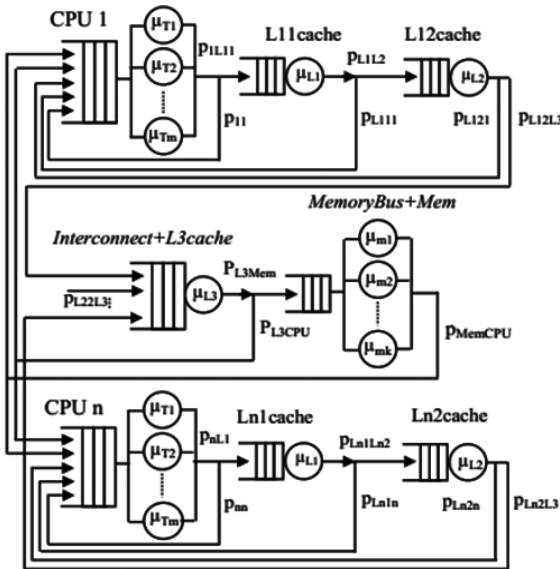 CPU 1
μT1
μT2
μTm
p1L11
p11
L11cache
μL1
pL1L2
pL111
L12cache
μL2
pL121
pL12L3
Interconnect+L3cache
pL22L3
μL3
PL3Mem
PL3CPU
MemoryBus+Mem
μm1
μm2
μmk
pMemCPU
CPU n
μT1
μT2
μTm
pnL1
pnn
Ln1cache
μL1
pLn1Ln2
pLn1n
Ln2cache
μL2
pLn2n
pLn2L3